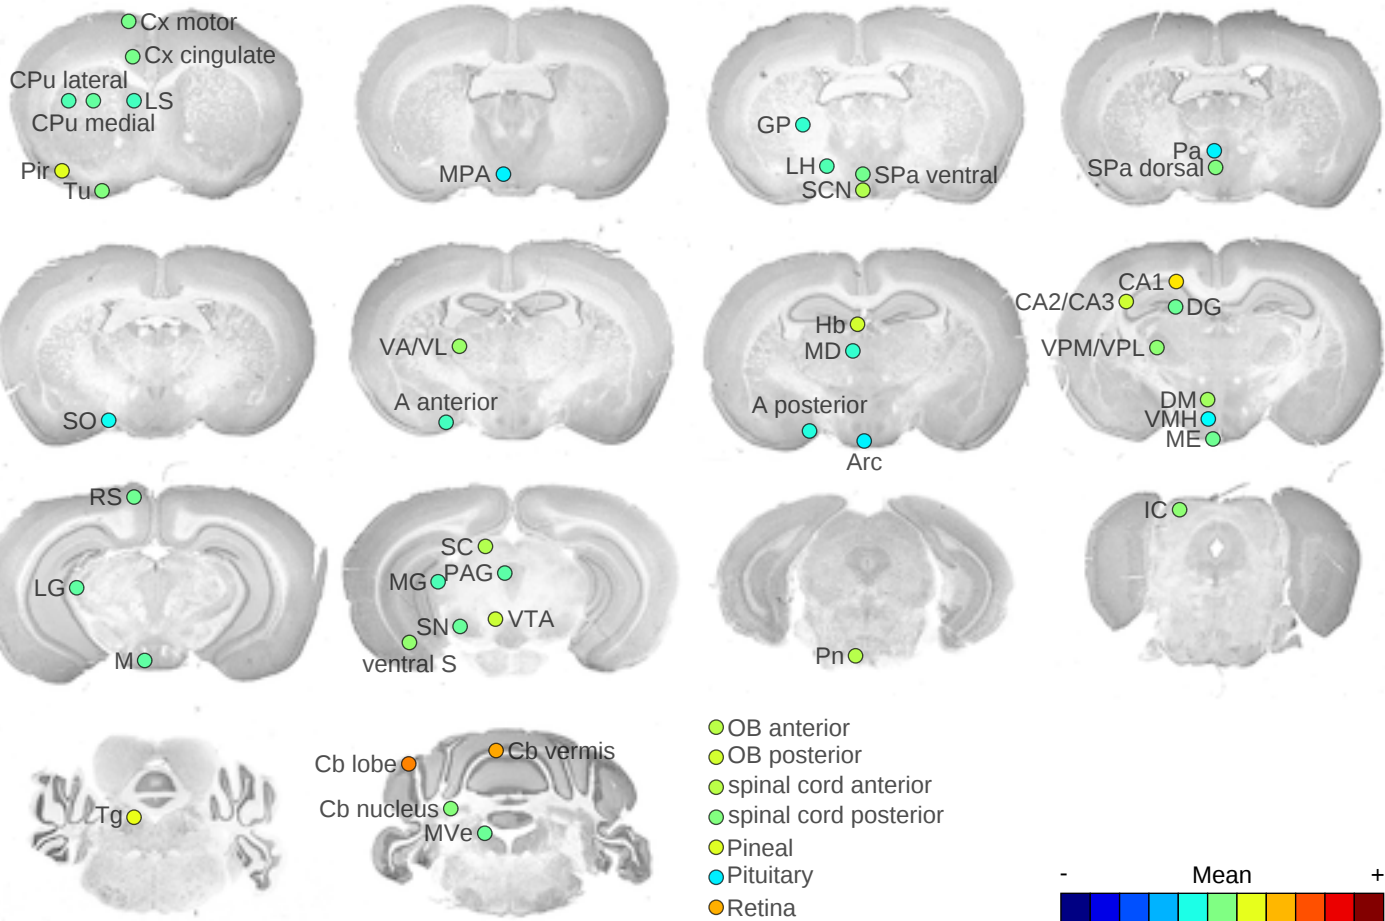 Cx motor
Cx cingulate
CPu lateral
LS
CPu medial
Pir
Tu
MPA
GP
LH
SPa ventral
SCN
Pa
SPa dorsal
SO
VA/VL
A anterior
Hb
MD
A posterior
Arc
CA1
CA2/CA3
DG
VPM/VPL
DM
VMH
ME
RS
LG
M
SC
PAG
MG
VTA
SN
ventral S
Pn
IC
Tg
Cb lobe
Cb vermis
Cb nucleus
MVe
OB anterior
OB posterior
spinal cord anterior
spinal cord posterior
Pineal
Pituitary
Retina
- Mean +